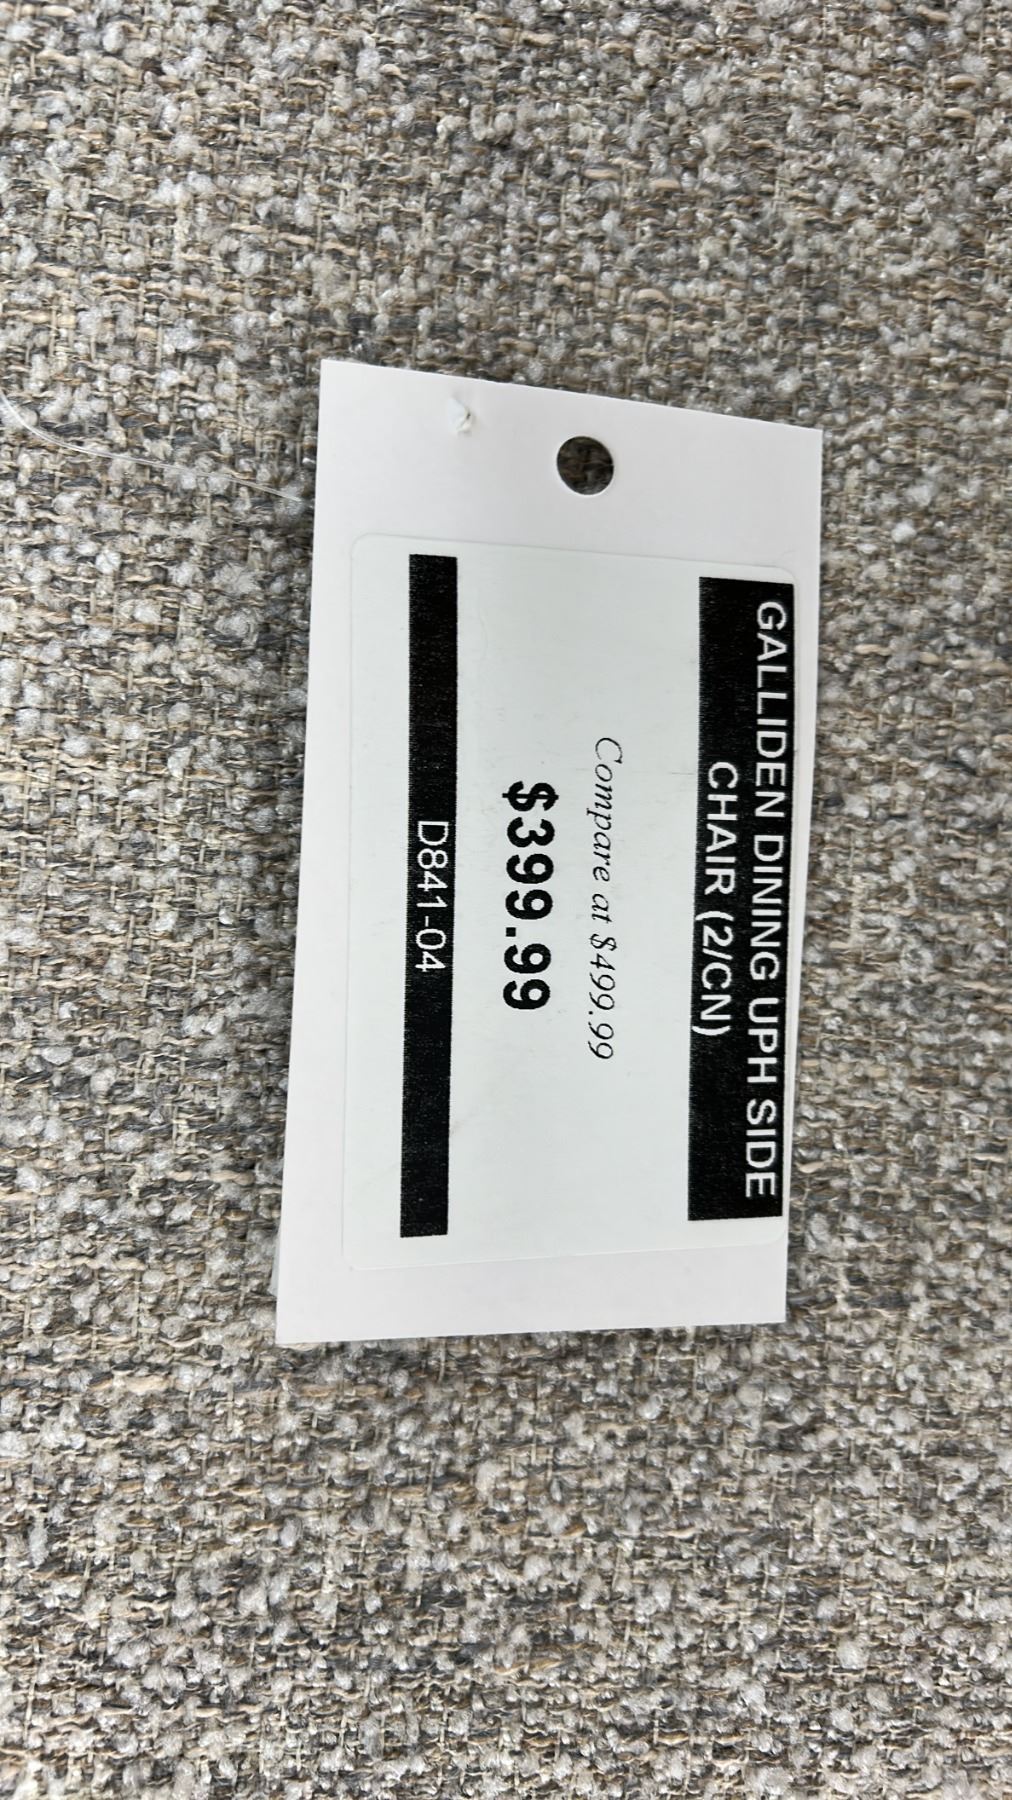 GALLIDEN DINING UPH SIDE
CHAIR (2/CN)
Compare at $499.99
$399.99
D841-04